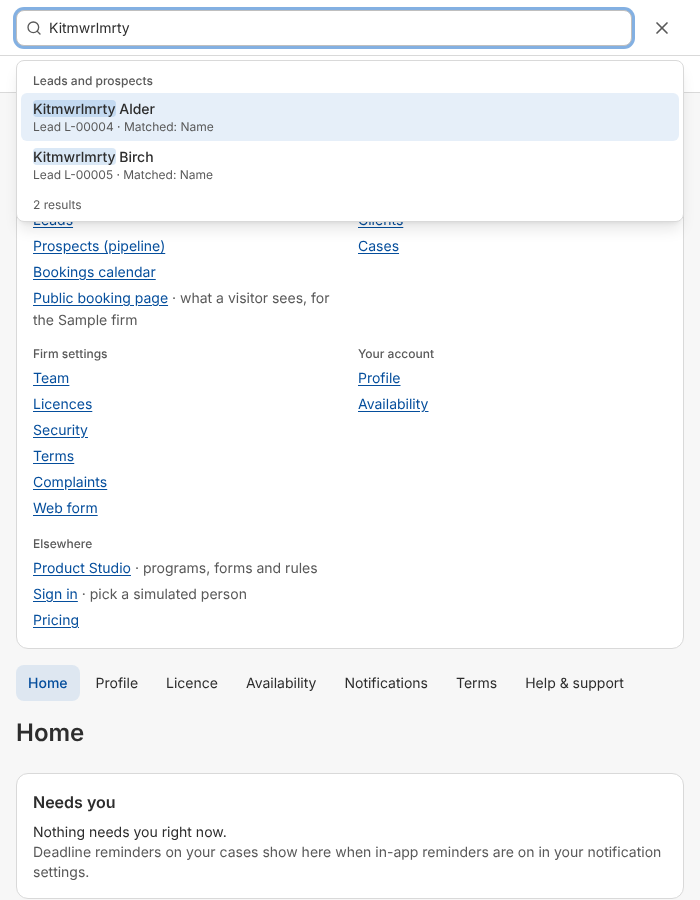 Kitmwrlmrty
Leads and prospects
Kitmwrlmrty Alder
Lead L-00004 · Matched: Name
Kitmwrlmrty Birch
Lead L-00005 · Matched: Name
2 results
Leads
Clients
Prospects (pipeline)
Cases
Bookings calendar
Public booking page · what a visitor sees, for
the Sample firm
Firm settings
Team
Licences
Security
Terms
Complaints
Web form
Your account
Profile
Availability
Elsewhere
Product Studio · programs, forms and rules
Sign in · pick a simulated person
Pricing
Home Profile Licence Availability Notifications Terms Help & support
Home
Needs you
Nothing needs you right now.
Deadline reminders on your cases show here when in-app reminders are on in your notification
settings.